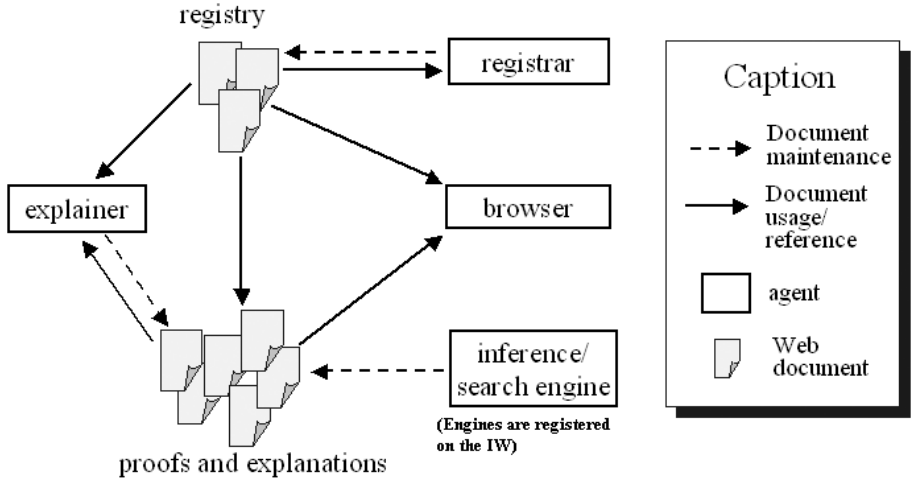 registry
registrar
explainer
browser
inference/
search engine
(Engines are registered
on the IW)
proofs and explanations
Caption
Document
maintenance
Document
usage/
reference
agent
Web
document